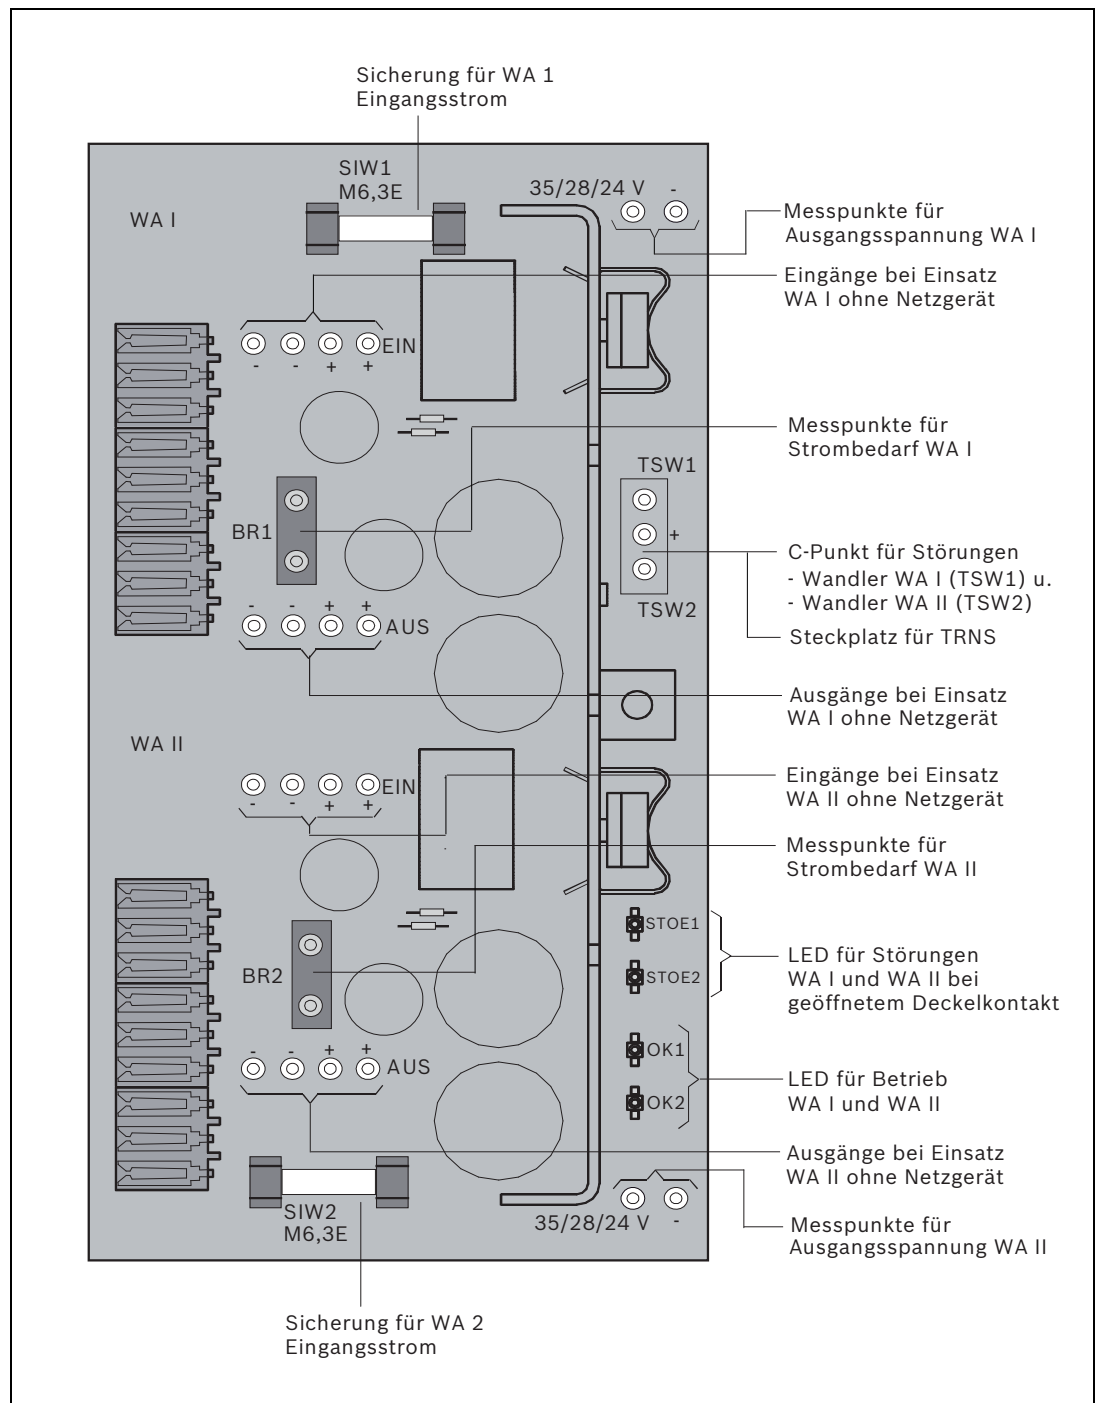 Sicherung für WA 1
Eingangsstrom
SIW1
M6,3E
35/28/24 V -
WA I
Messpunkte für
Ausgangsspannung WA I
Eingänge bei Einsatz
WA I ohne Netzgerät
EIN
- - + +
Messpunkte für
Strombedarf WA I
TSW1
BR1
+
C-Punkt für Störungen
- Wandler WA I (TSW1) u.
- Wandler WA II (TSW2)
TSW2
- - + +
AUS
Steckplatz für TRNS
Ausgänge bei Einsatz
WA I ohne Netzgerät
WA II
Eingänge bei Einsatz
WA II ohne Netzgerät
EIN
- - + +
Messpunkte für
Strombedarf WA II
STOE1
LED für Störungen
WA I und WA II bei
geöffnetem Deckelkontakt
BR2
STOE2
OK1
- - + +
AUS
LED für Betrieb
WA I und WA II
OK2
Ausgänge bei Einsatz
WA II ohne Netzgerät
SIW2
M6,3E
35/28/24 V -
Messpunkte für
Ausgangsspannung WA II
Sicherung für WA 2
Eingangsstrom